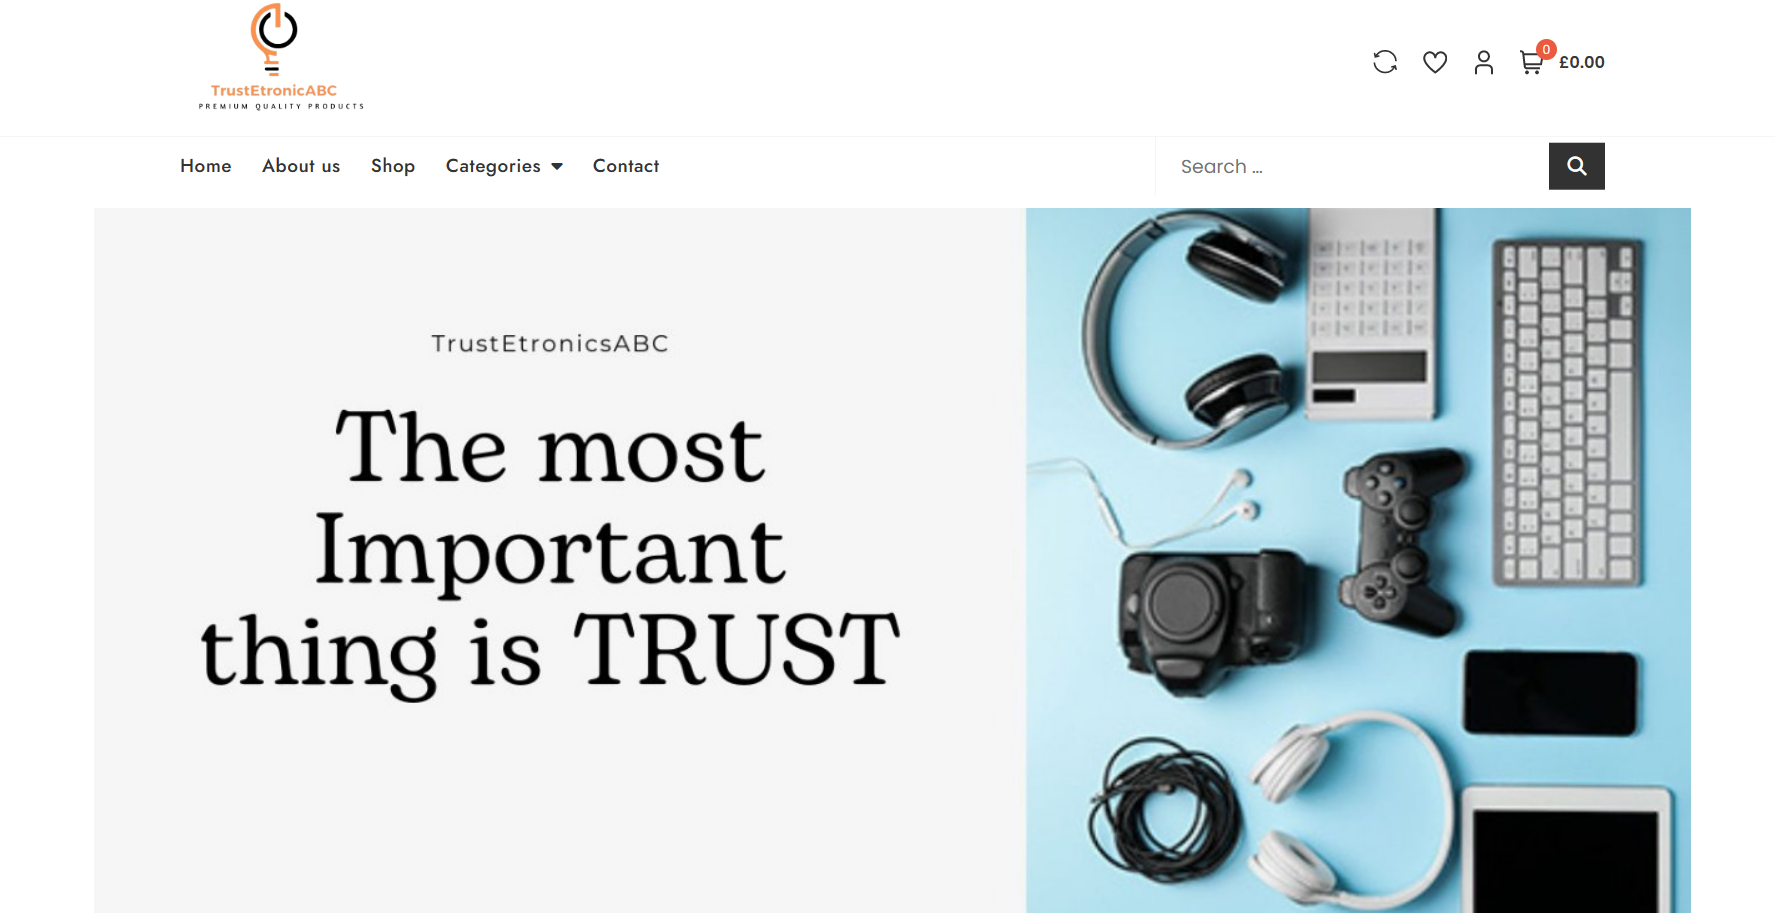 TrustEtronicABC
PREMIUM QUALITY PRODUCTS
0
£0.00
Home
About us
Shop
Categories
Contact
Search ...
TrustEtronicsABC
The most
Important
thing is TRUST